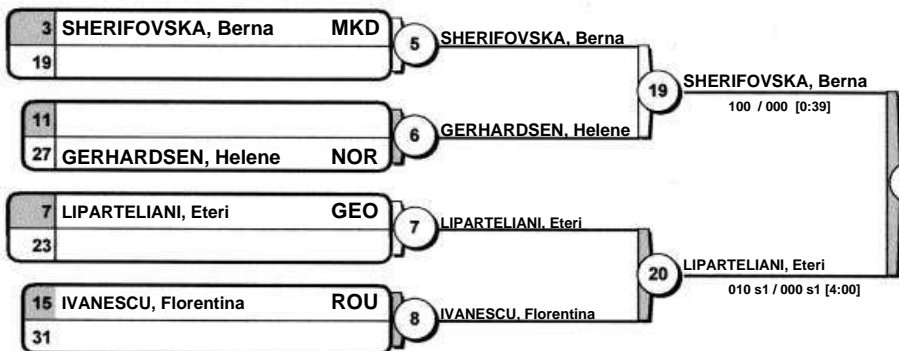 3 SHERIFOVSKA, Berna MKD
19
5
SHERIFOVSKA, Berna
11
27 GERHARDSEN, Helene NOR
6
GERHARDSEN, Helene
19
SHERIFOVSKA, Berna
100 / 000 [0:39]
7 LIPARTELIANI, Eteri GEO
23
7
LIPARTELIANI, Eteri
15 IVANESCU, Florentina ROU
31
8
IVANESCU, Florentina
20
LIPARTELIANI, Eteri
010 s1 / 000 s1 [4:00]